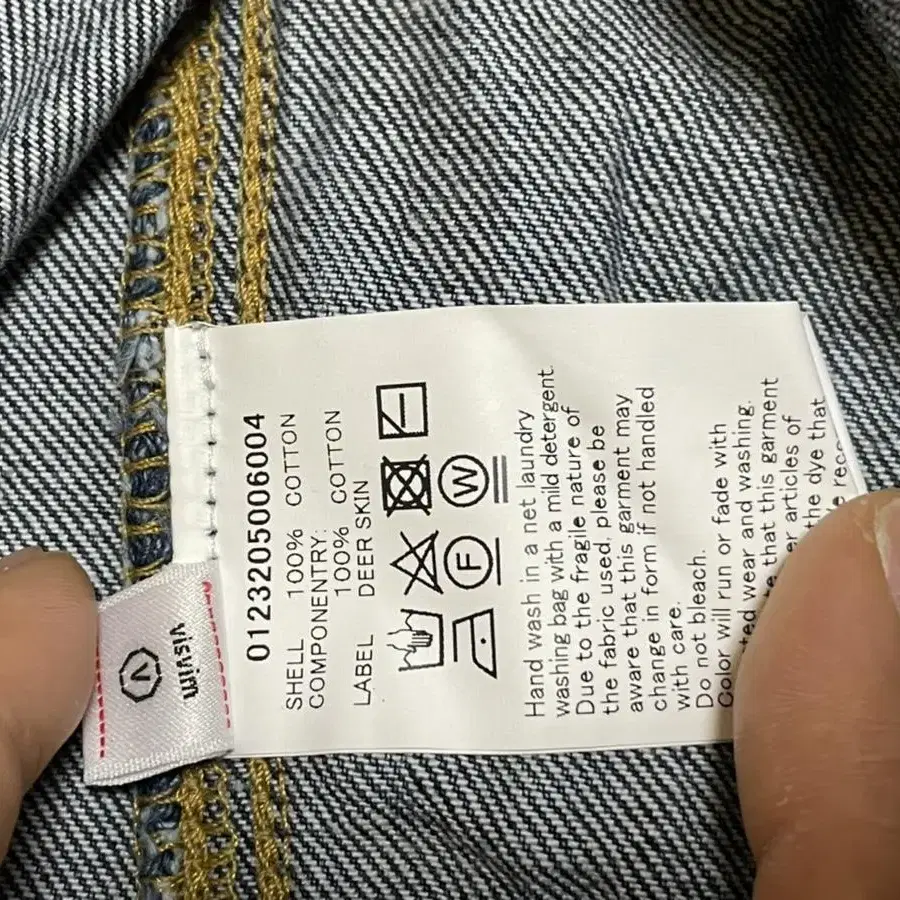 visvim
0123205006004
SHELL 100% COTTON
COMPONENTRY:
100% COTTON
LABEL DEER SKIN
W
F
Hand wash in a net laundry
washing bag with a mild detergent.
Due to the fragile nature of
the fabric used, please be
aware that this garment may
change in form if not handled
with care.
Do not bleach.
Color will run or fade with
wear and washing.
that this garment
articles of
the dye that